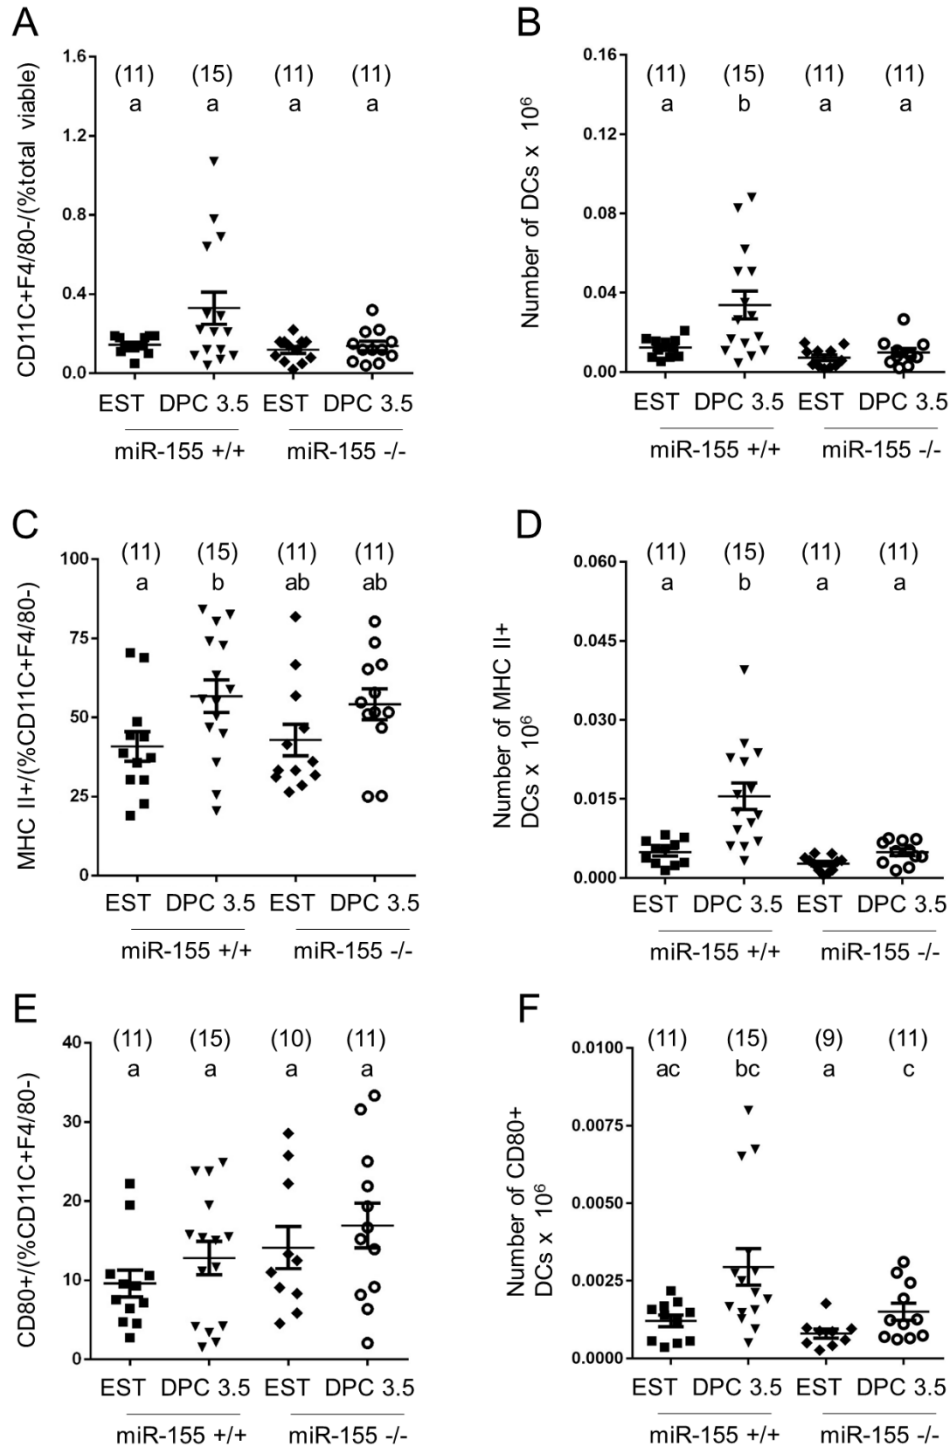 A
CD11C+F4/80-/(%total viable)
1.6
1.2
0.8
0.4
0.0
(11) (15) (11) (11)
a a a a
EST DPC 3.5 EST DPC 3.5
miR-155 +/+ miR-155 -/-
B
Number of DCs x 10⁶
0.16
0.12
0.08
0.04
0.00
(11) (15) (11) (11)
a b a a
EST DPC 3.5 EST DPC 3.5
miR-155 +/+ miR-155 -/-
C
MHC II+/(%CD11C+F4/80-)
100
75
50
25
0
(11) (15) (11) (11)
a b ab ab
EST DPC 3.5 EST DPC 3.5
miR-155 +/+ miR-155 -/-
D
Number of MHC II+
DCs x 10⁶
0.060
0.045
0.030
0.015
0.000
(11) (15) (11) (11)
a b a a
EST DPC 3.5 EST DPC 3.5
miR-155 +/+ miR-155 -/-
E
CD80+/(%CD11C+F4/80-)
40
30
20
10
0
(11) (15) (10) (11)
a a a a
EST DPC 3.5 EST DPC 3.5
miR-155 +/+ miR-155 -/-
F
Number of CD80+
DCs x 10⁶
0.0100
0.0075
0.0050
0.0025
0.0000
(11) (15) (9) (11)
ac bc a c
EST DPC 3.5 EST DPC 3.5
miR-155 +/+ miR-155 -/-